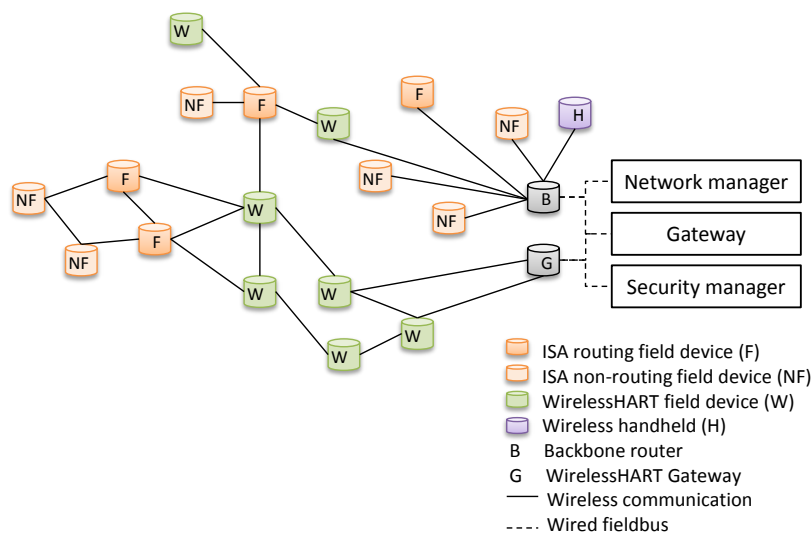 W
NF
F
W
F
NF
H
NF
NF
B
Network manager
NF
F
W
F
NF
Gateway
G
Security manager
W
W
W
W
ISA routing field device (F)
ISA non-routing field device (NF)
WirelessHART field device (W)
Wireless handheld (H)
B Backbone router
G WirelessHART Gateway
Wireless communication
Wired fieldbus